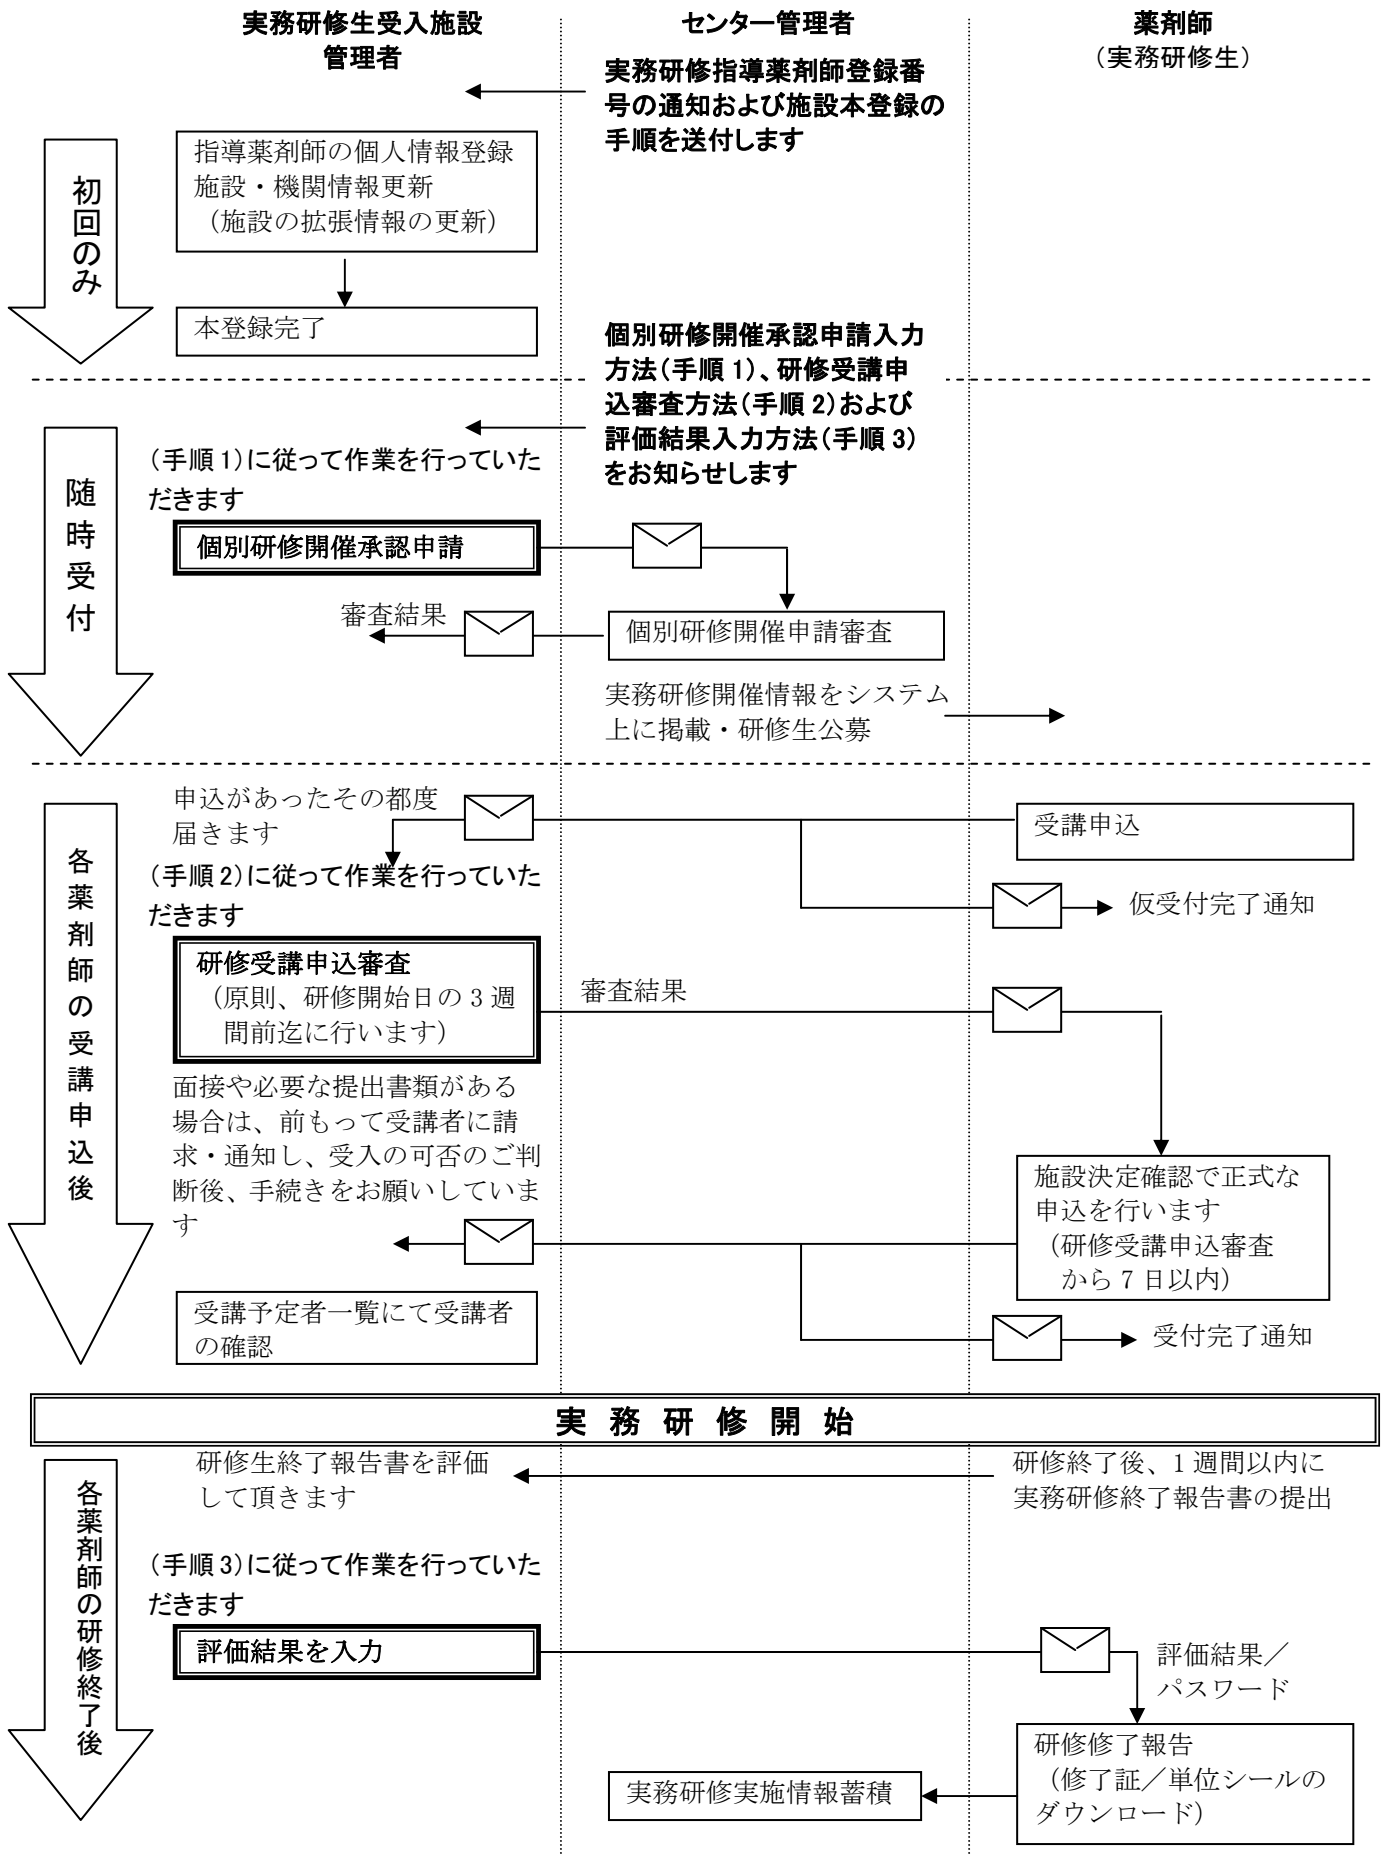 実務研修生受入施設
管理者
センター管理者
薬剤師
（実務研修生）
実務研修指導薬剤師登録番
号の通知および施設本登録の
手順を送付します
初回のみ
指導薬剤師の個人情報登録
施設・機関情報更新
（施設の拡張情報の更新）
本登録完了
個別研修開催承認申請入力
方法（手順1）、研修受講申
込審査方法（手順2）および
評価結果入力方法（手順3）
をお知らせします
随時受付
（手順1）に従って作業を行っていた
だきます
個別研修開催承認申請
審査結果
個別研修開催申請審査
実務研修開催情報をシステム
上に掲載・研修生公募
各薬剤師の受講申込後
申込があったその都度
届きます
受講申込
（手順2）に従って作業を行っていた
だきます
仮受付完了通知
研修受講申込審査
（原則、研修開始日の3週
間前迄に行います）
審査結果
面接や必要な提出書類がある
場合は、前もって受講者に請
求・通知し、受入の可否のご判
断後、手続きをお願いしていま
す
施設決定確認で正式な
申込を行います
（研修受講申込審査
から7日以内）
受講予定者一覧にて受講者
の確認
受付完了通知
実務研修開始
各薬剤師の研修終了後
研修生終了報告書を評価
して頂きます
研修終了後、1週間以内に
実務研修終了報告書の提出
（手順3）に従って作業を行っていた
だきます
評価結果を入力
評価結果／
パスワード
研修修了報告
（修了証／単位シールの
ダウンロード）
実務研修実施情報蓄積